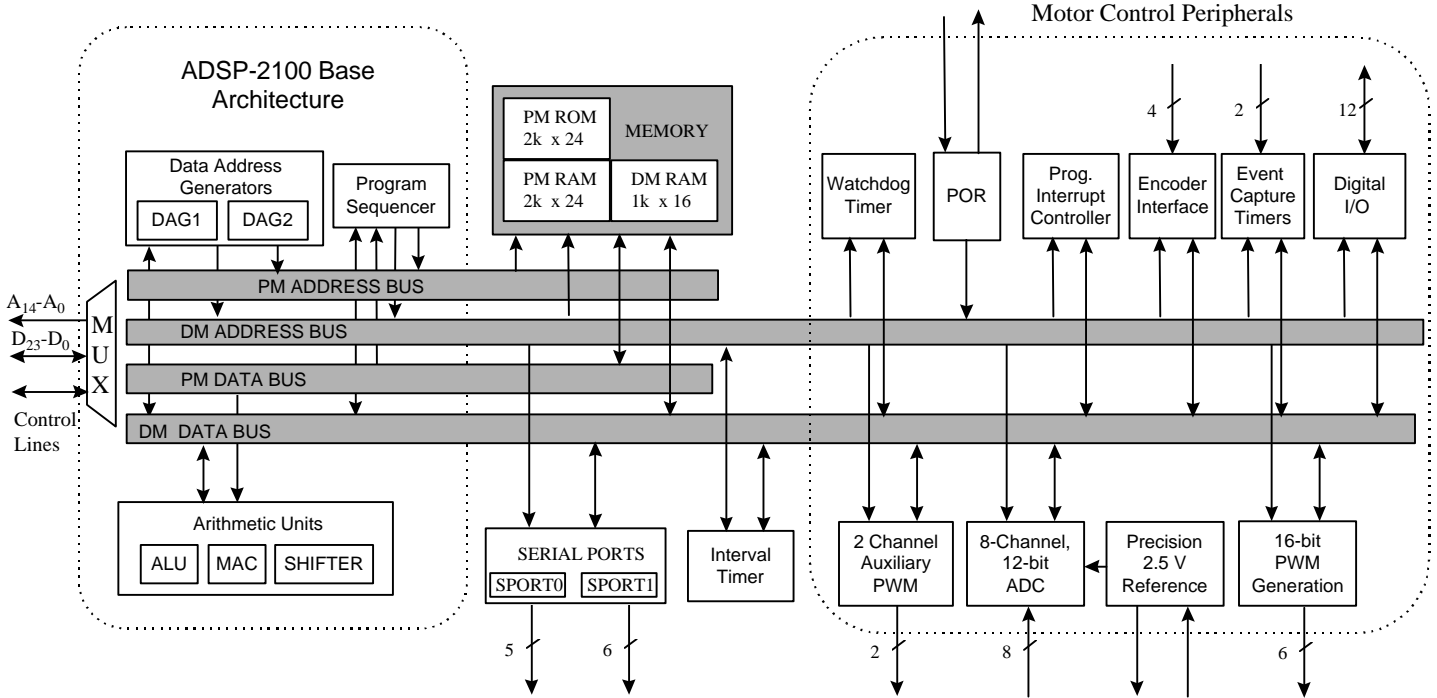 Motor Control Peripherals
ADSP-2100 Base
Architecture
Data Address
Generators
DAG1
DAG2
Program
Sequencer
PM ROM
2k x 24
MEMORY
PM RAM
2k x 24
DM RAM
1k x 16
Watchdog
Timer
POR
Prog.
Interrupt
Controller
4
Encoder
Interface
2
Event
Capture
Timers
12
Digital
I/O
PM ADDRESS BUS
DM ADDRESS BUS
PM DATA BUS
DM DATA BUS
A14-A0
D23-D0
Control
Lines
M
U
X
Arithmetic Units
ALU
MAC
SHIFTER
SERIAL PORTS
SPORT0
SPORT1
5
6
Interval
Timer
2 Channel
Auxiliary
PWM
2
8-Channel,
12-bit
ADC
8
Precision
2.5 V
Reference
16-bit
PWM
Generation
6